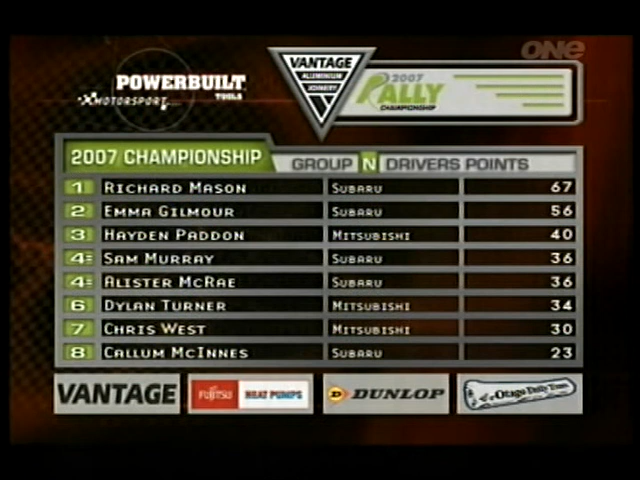 ONE
POWERBUILT
TOOLS
MOTORSPORT
VANTAGE
ALUMINIUM
JOINERY
2007
RALLY
CHAMPIONSHIP
2007 CHAMPIONSHIP GROUP N DRIVERS POINTS
1 RICHARD MASON SUBARU 67
2 EMMA GILMOUR SUBARU 56
3 HAYDEN PADDON MITSUBISHI 40
4= SAM MURRAY SUBARU 36
4= ALISTER MCRAE SUBARU 36
6 DYLAN TURNER MITSUBISHI 34
7 CHRIS WEST MITSUBISHI 30
8 CALLUM MCINNES SUBARU 23
VANTAGE FUJITSU HEAT PUMPS D DUNLOP Otago Daily Times